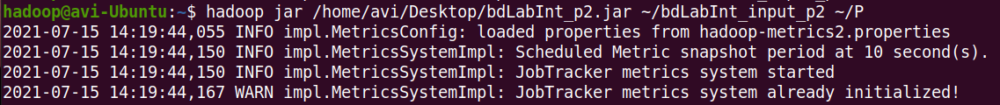 hadoop@avi-Ubuntu:~$ hadoop jar /home/avi/Desktop/bdLabInt_p2.jar ~/bdLabInt_input_p2 ~/P
2021-07-15 14:19:44,055 INFO impl.MetricsConfig: loaded properties from hadoop-metrics2.properties
2021-07-15 14:19:44,150 INFO impl.MetricsSystemImpl: Scheduled Metric snapshot period at 10 second(s).
2021-07-15 14:19:44,150 INFO impl.MetricsSystemImpl: JobTracker metrics system started
2021-07-15 14:19:44,167 WARN impl.MetricsSystemImpl: JobTracker metrics system already initialized!